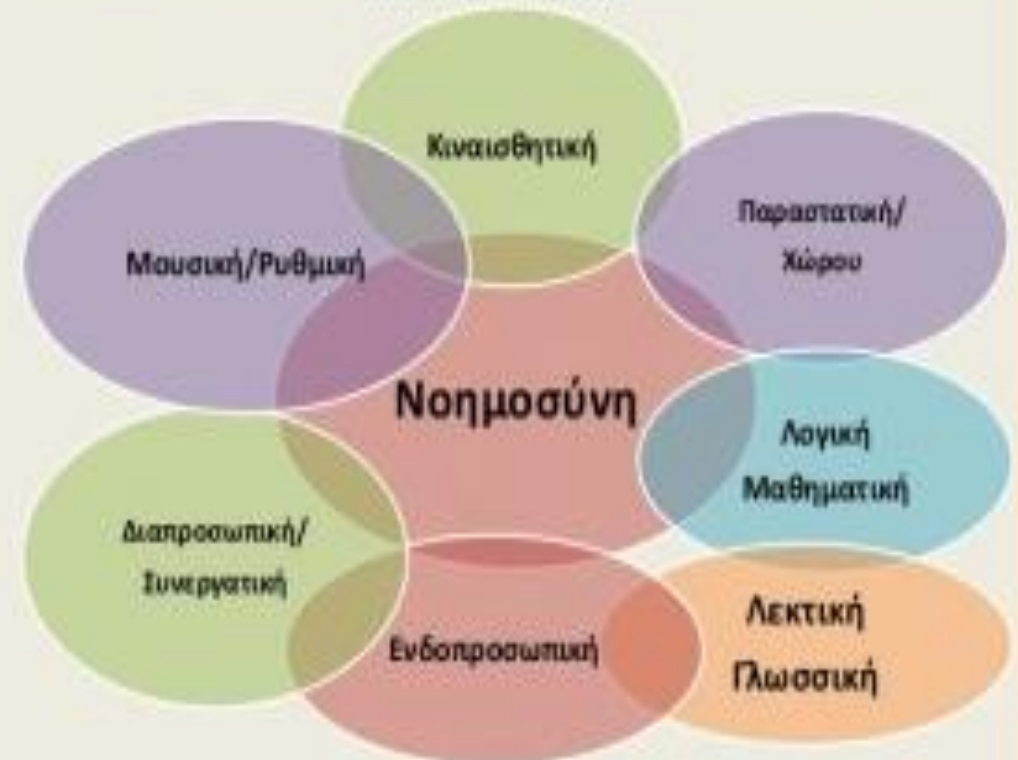 Κιναισθητική
Παραστατική/
Χώρου
Μουσική/Ρυθμική
Νοημοσύνη
Λογική
Μαθηματική
Διαπροσωπική/
Συνεργατική
Ενδοπροσωπική
Λεκτική
Γλωσσική